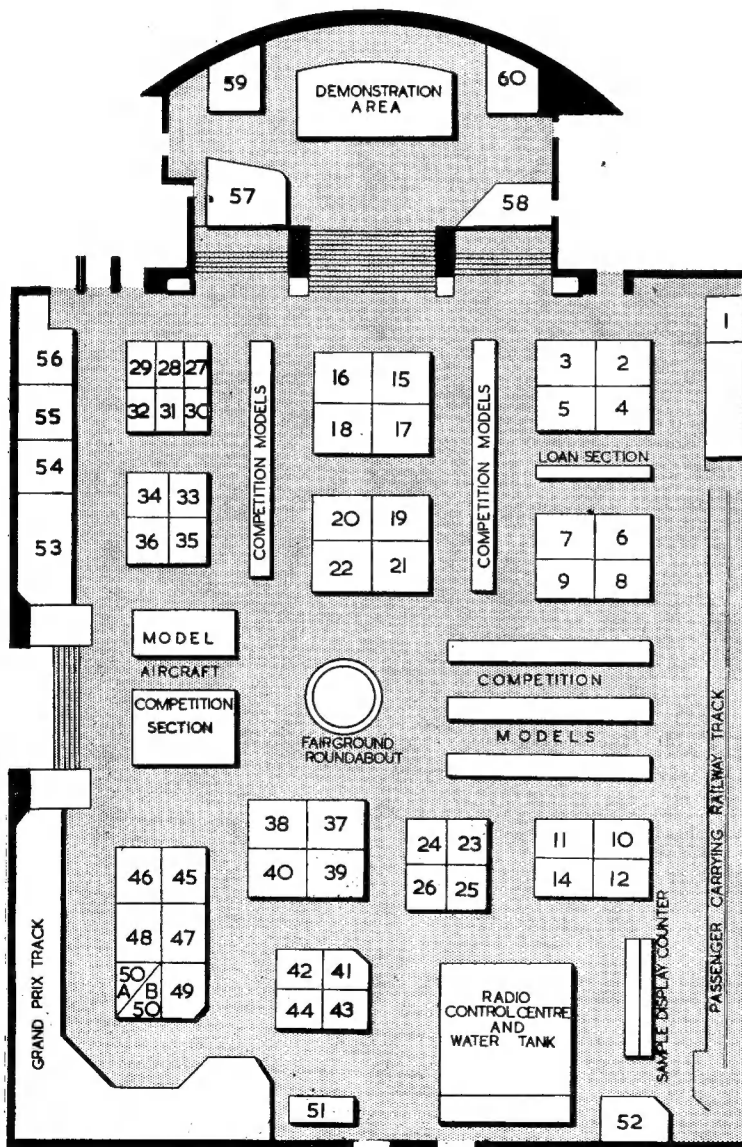 59
DEMONSTRATION
AREA
60
57
58
1
56
29 28 27
32 31 30
COMPETITION MODELS
16 15
18 17
COMPETITION MODELS
3 2
5 4
55
54
LOAN SECTION
34 33
36 35
20 19
22 21
7 6
9 8
53
MODEL
AIRCRAFT
COMPETITION
SECTION
FAIRGROUND
ROUNDABOUT
COMPETITION
MODELS
PASSENGER CARRYING RAILWAY TRACK
38 37
40 39
24 23
26 25
11 10
14 12
46 45
48 47
50 A
B 50
49
GRAND PRIX TRACK
42 41
44 43
RADIO
CONTROL CENTRE
AND
WATER TANK
SAMPLE DISPLAY COUNTER
51
52